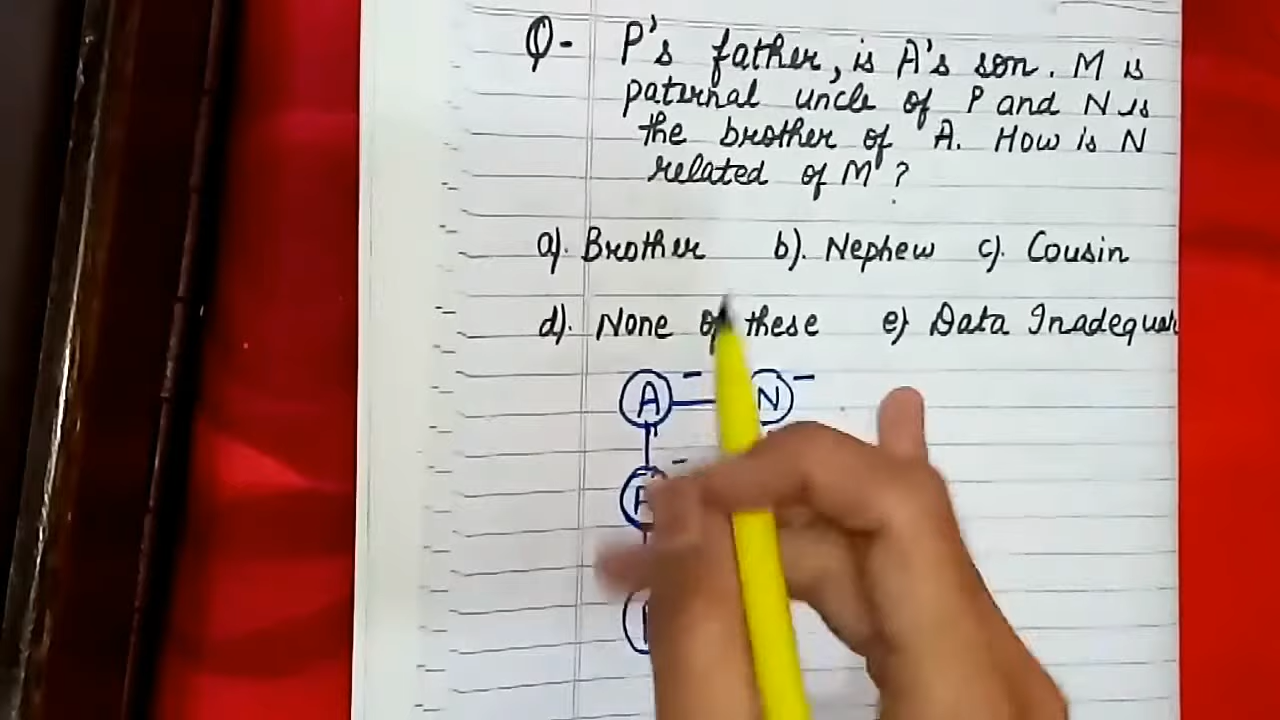 Q- P's father, is A's son. M is
paternal uncle of P and N is
the brother of A. How is N
related of M ?
a). Brother b). Nephew c). Cousin
d). None of these e) Data
A N